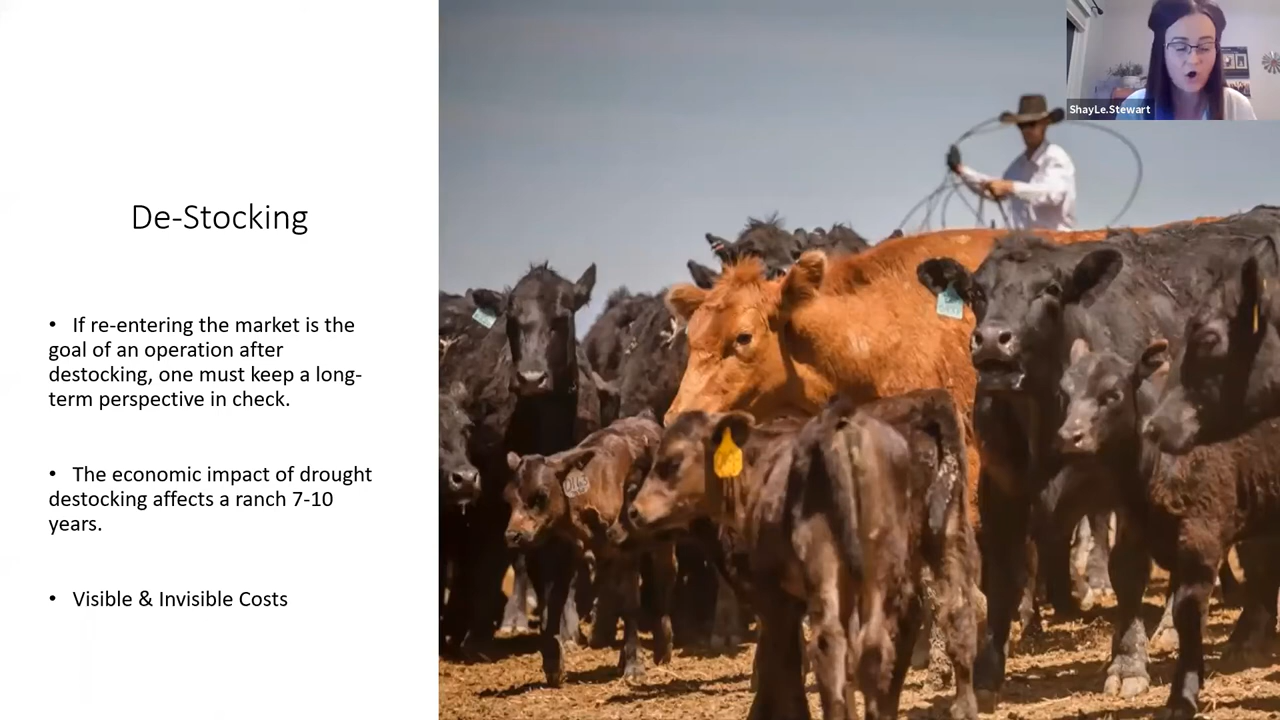 ShayLe.Stewart
De-Stocking
• If re-entering the market is the
goal of an operation after
destocking, one must keep a long-
term perspective in check.
• The economic impact of drought
destocking affects a ranch 7-10
years.
• Visible & Invisible Costs